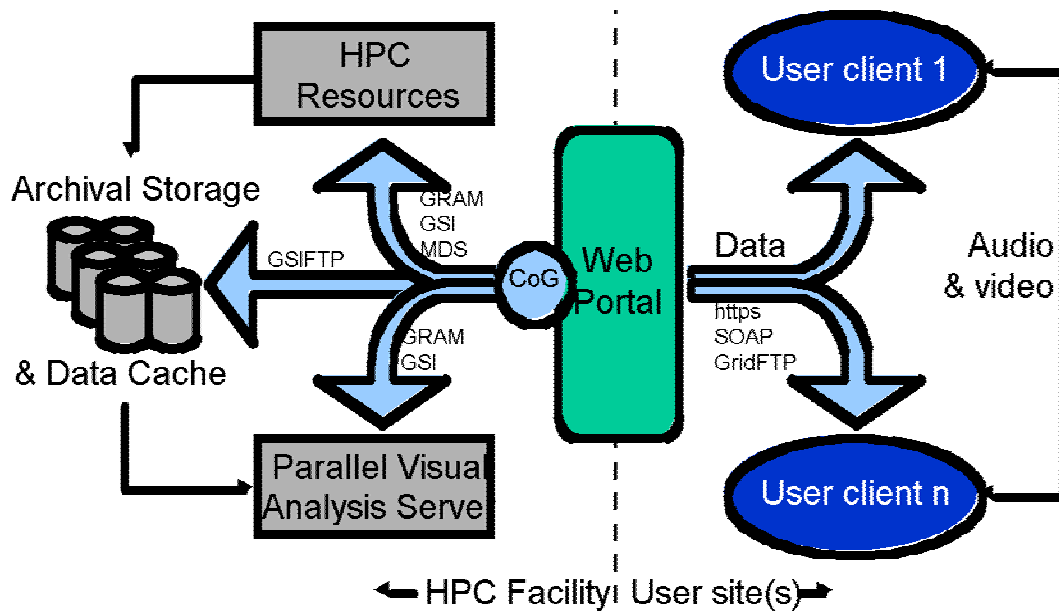 HPC
Resources
User client 1
Archival Storage
GRAM
GSI
MDS
GSIFTP
CoG
Web
Portal
Data
https
SOAP
GridFTP
Audio
& video
GRAM
GSI
& Data Cache
Parallel Visual
Analysis Serve
User client n
HPC Facility
User site(s)